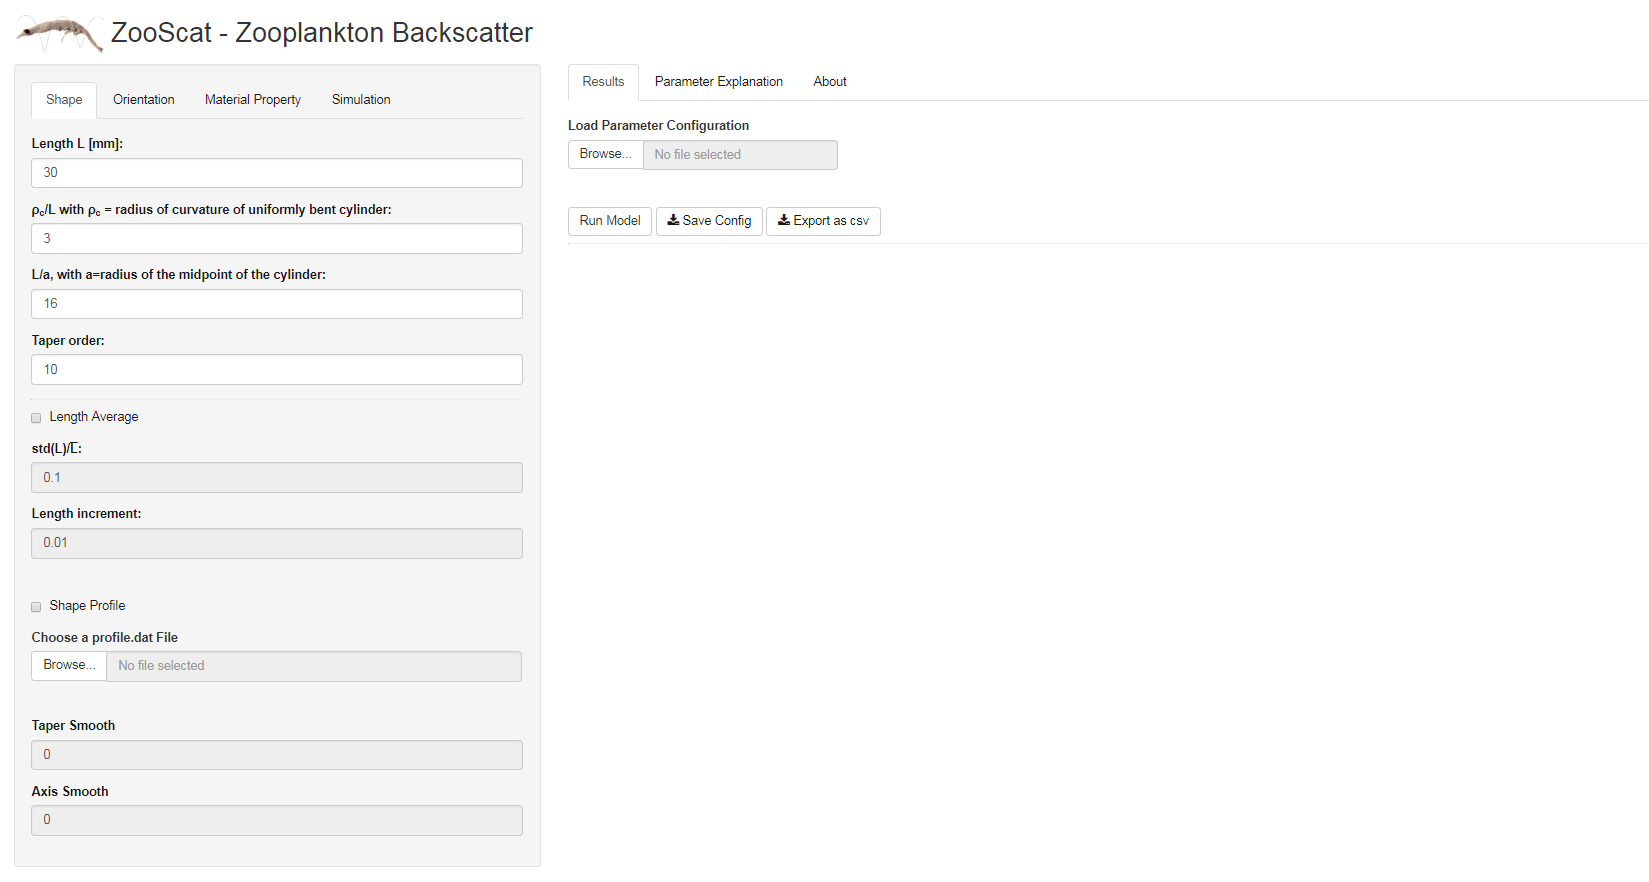 ZooScat - Zooplankton Backscatter
Shape Orientation Material Property Simulation
Length L [mm]:
30
ρc/L with ρc = radius of curvature of uniformly bent cylinder:
3
L/a, with a=radius of the midpoint of the cylinder:
16
Taper order:
10
Length Average
std(L)/L̅:
0.1
Length increment:
0.01
Shape Profile
Choose a profile.dat File
Browse... No file selected
Taper Smooth
0
Axis Smooth
0
Results Parameter Explanation About
Load Parameter Configuration
Browse... No file selected
Run Model Save Config Export as csv